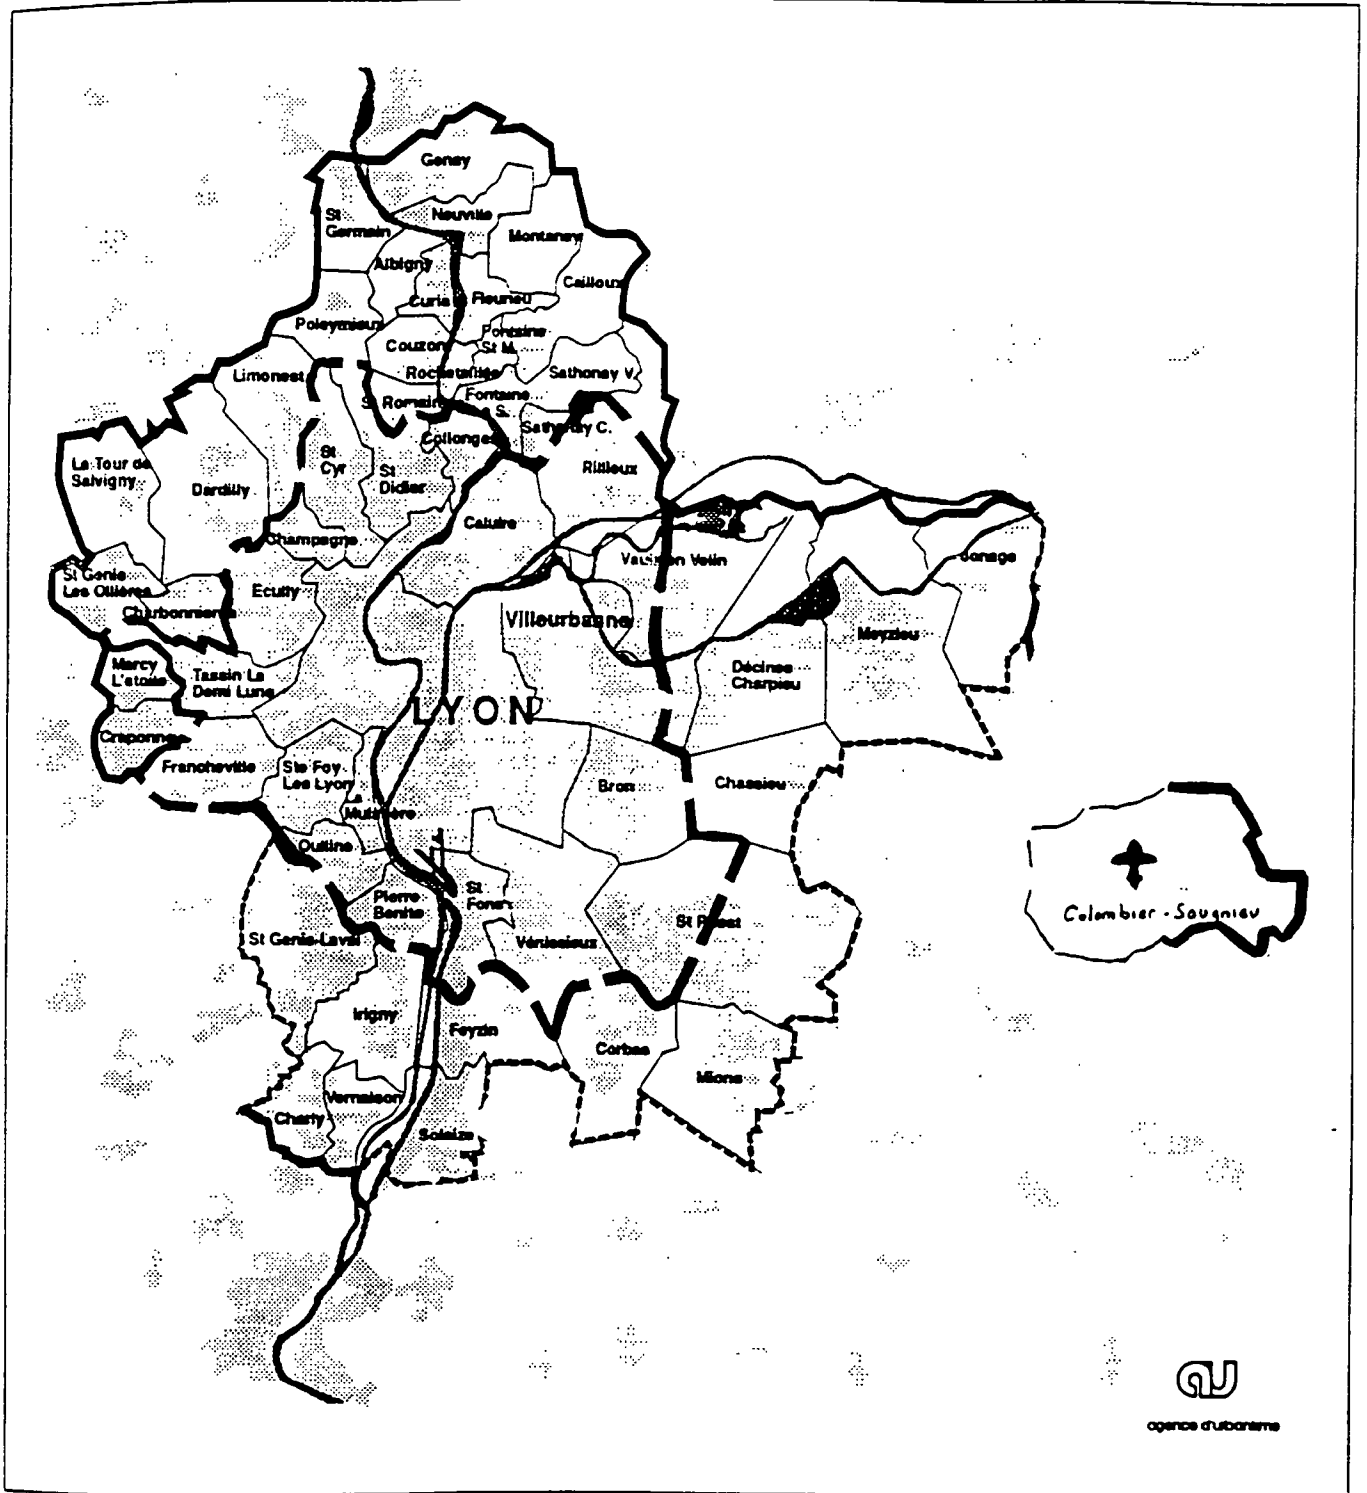 Genay
Neuville
St
Germain
Montanay
Albigny
Cailloux
Curis
Fleurieu
Poleymieux
Fontaine
St M.
Couzon
Limonest
Rochetaillée
Sathonay V.
St Romain
Fontaine
S.
Collonges
Sathonay C.
La Tour de
Salvigny
St
Cyr
St
Didier
Rillieux
Dardilly
Caluire
Champagne
Vaulx en Velin
Jonage
St Genis
Les Ollières
Ecully
Charbonnières
Villeurbanne
Meyzieu
Marcy
L'etoile
Tassin La
Demi Lune
Décines
Charpieu
LYON
Craponne
Francheville
Ste Foy
Les Lyon
Bron
Chassieu
La
Mulatière
Oullins
Pierre
Benite
St
Fons
St Priest
Colombier - Saugnieu
St Genis-Laval
Vénissieux
Irigny
Feyzin
Corbas
Mions
Vernaison
Charly
Solaize
au
agence d'urbanisme